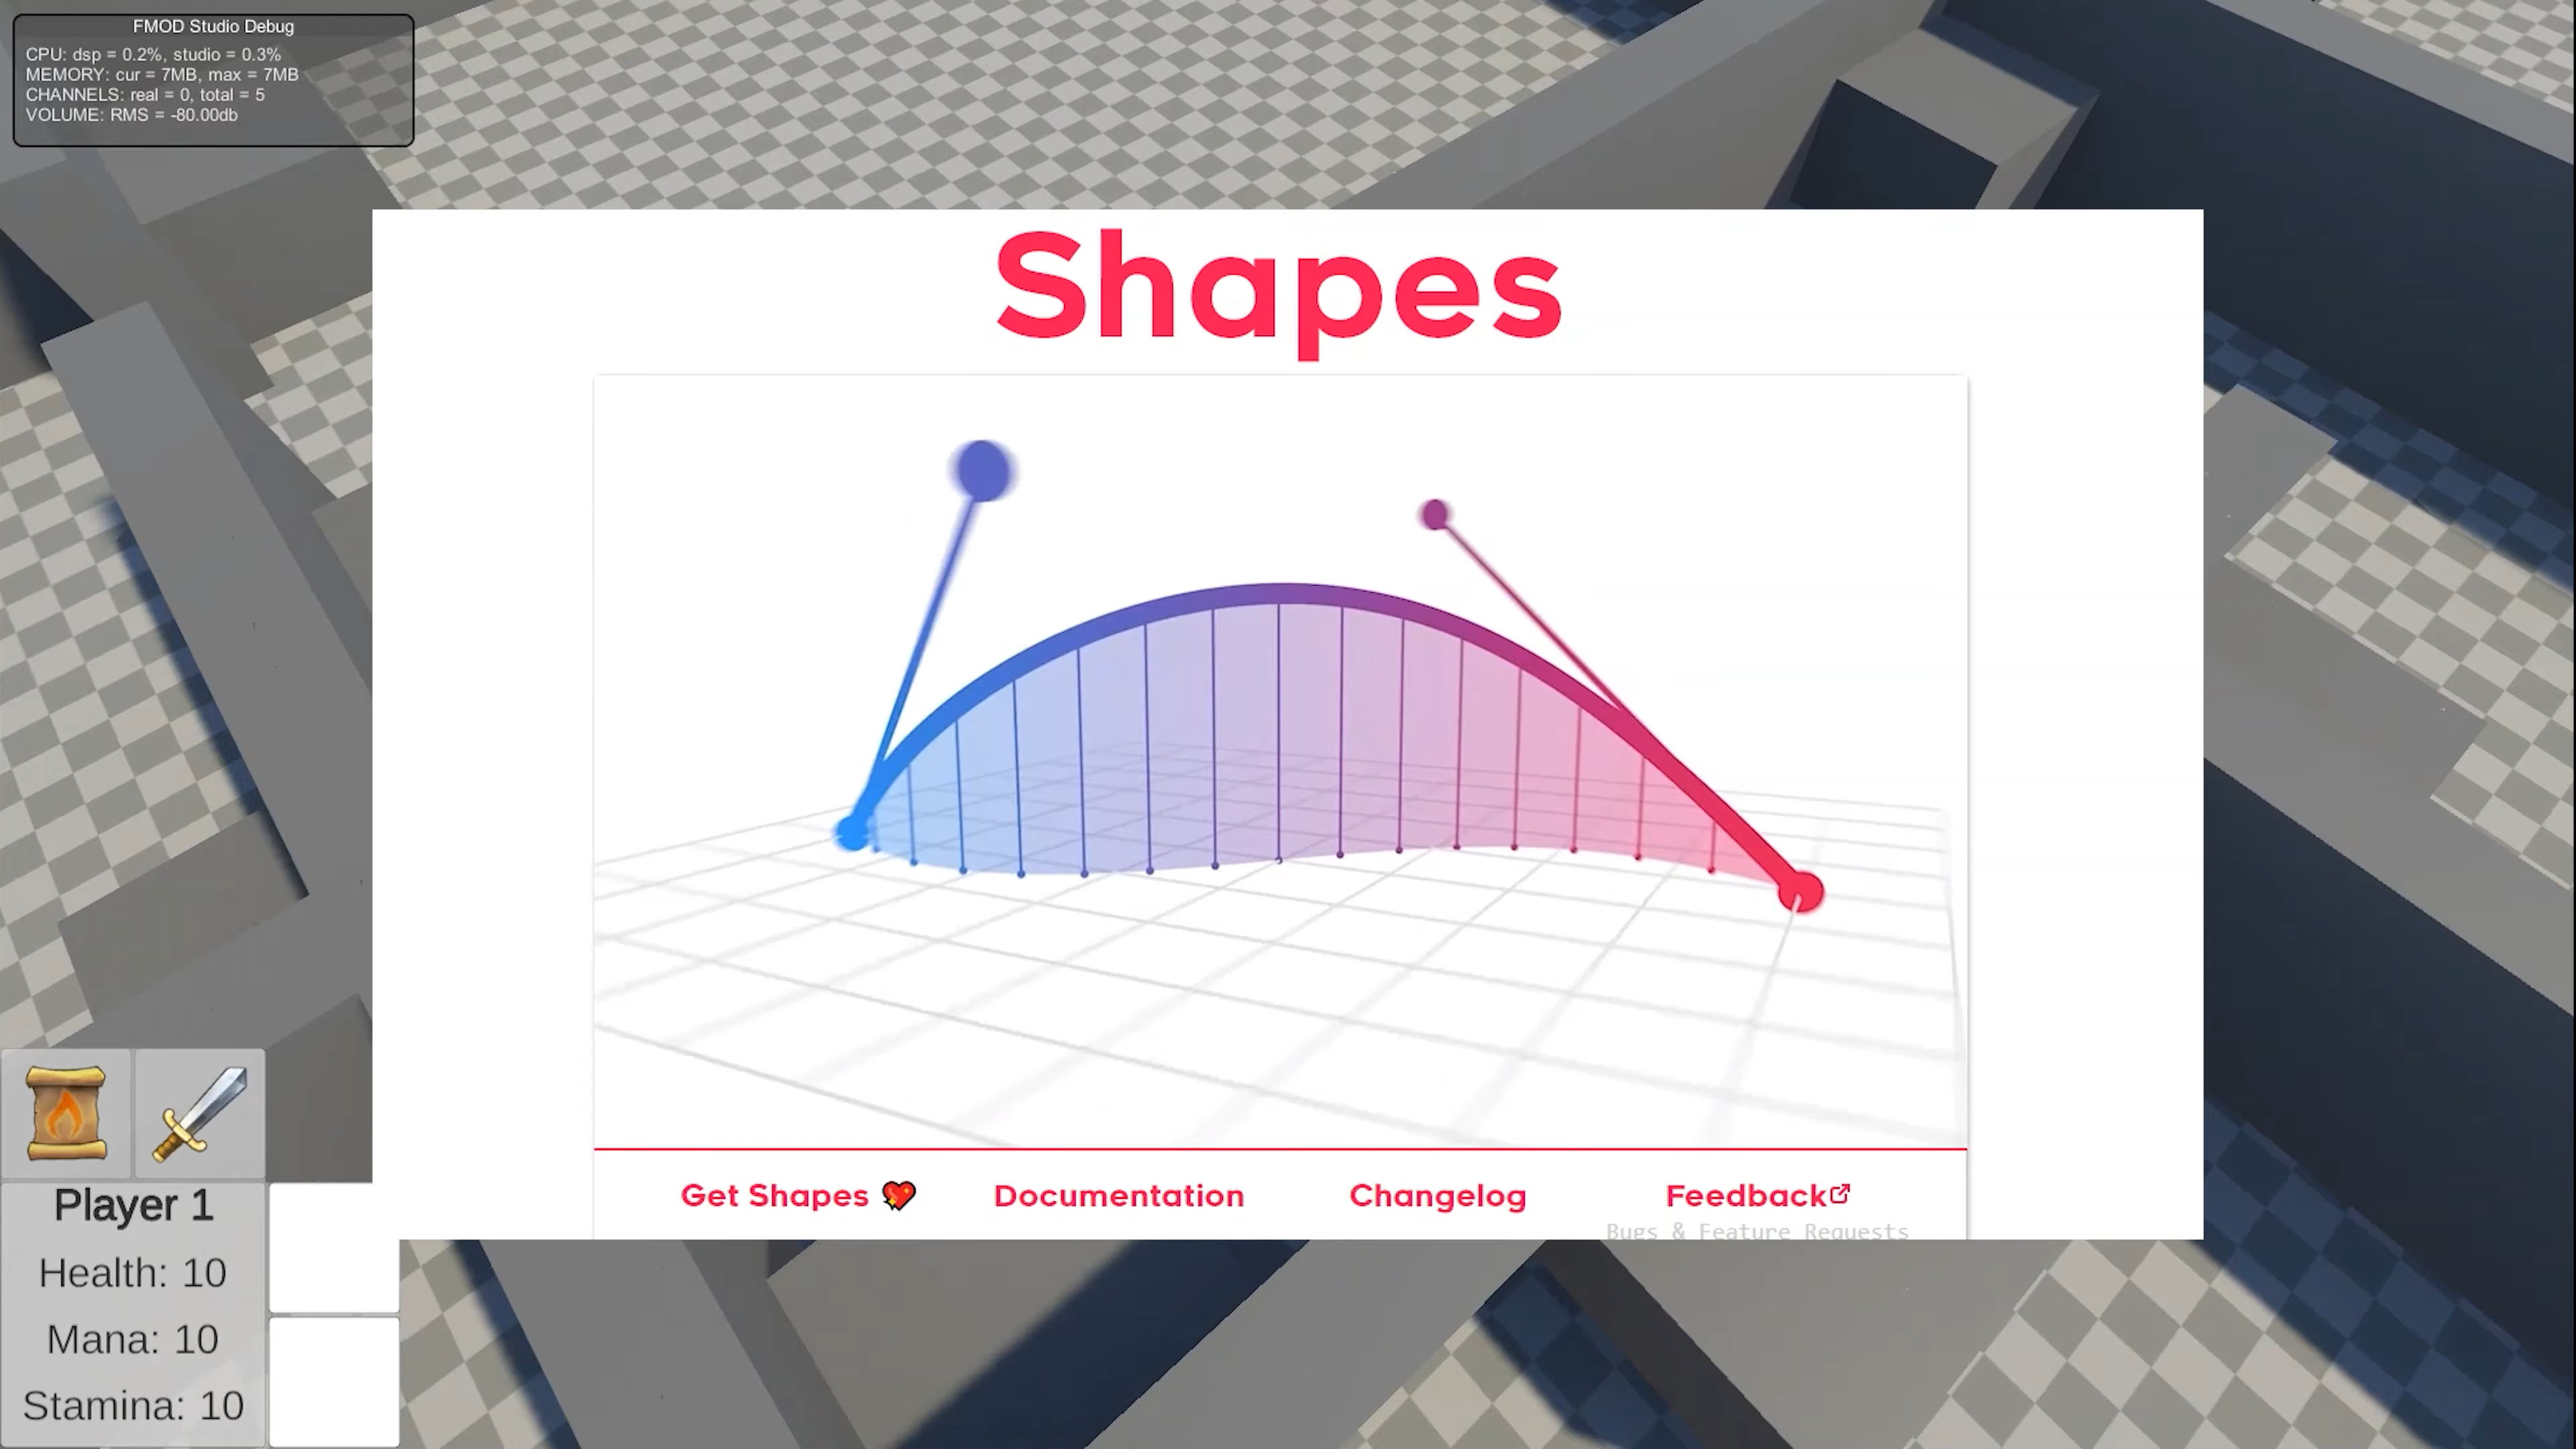 FMOD Studio Debug
CPU: dsp = 0.2%, studio = 0.3%
MEMORY: cur = 7MB, max = 7MB
CHANNELS: real = 0, total = 5
VOLUME: RMS = -80.00db
Shapes
Get Shapes 💖 Documentation Changelog Feedback
Bugs & Feature Requests
Player 1
Health: 10
Mana: 10
Stamina: 10